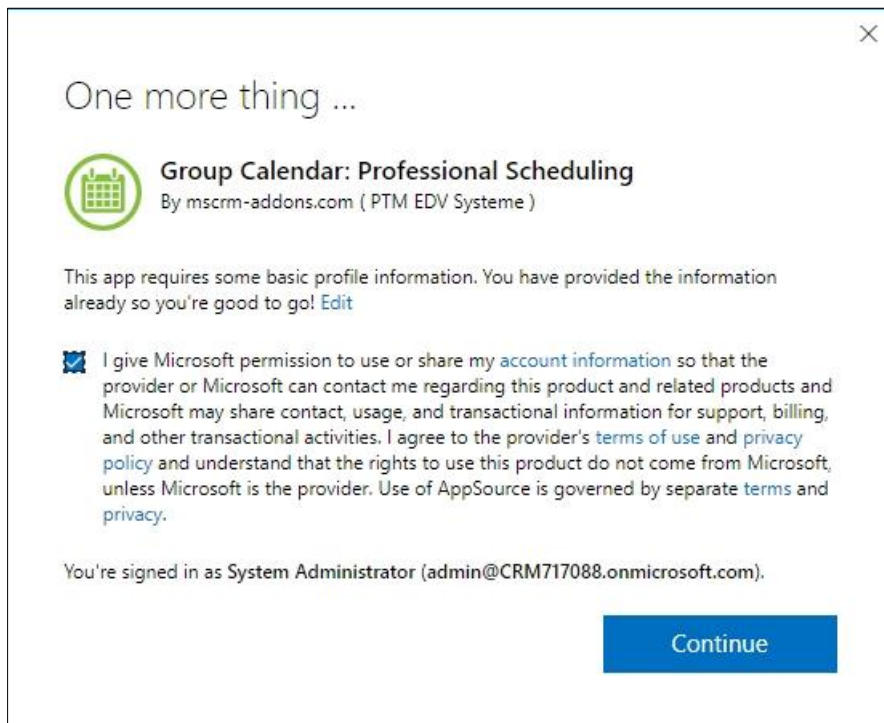 One more thing ...
Group Calendar: Professional Scheduling
By mscrm-addons.com ( PTM EDV Systeme )
This app requires some basic profile information. You have provided the information
already so you're good to go! Edit
I give Microsoft permission to use or share my account information so that the
provider or Microsoft can contact me regarding this product and related products and
Microsoft may share contact, usage, and transactional information for support, billing,
and other transactional activities. I agree to the provider's terms of use and privacy
policy and understand that the rights to use this product do not come from Microsoft,
unless Microsoft is the provider. Use of AppSource is governed by separate terms and
privacy.
You're signed in as System Administrator (admin@CRM717088.onmicrosoft.com).
Continue